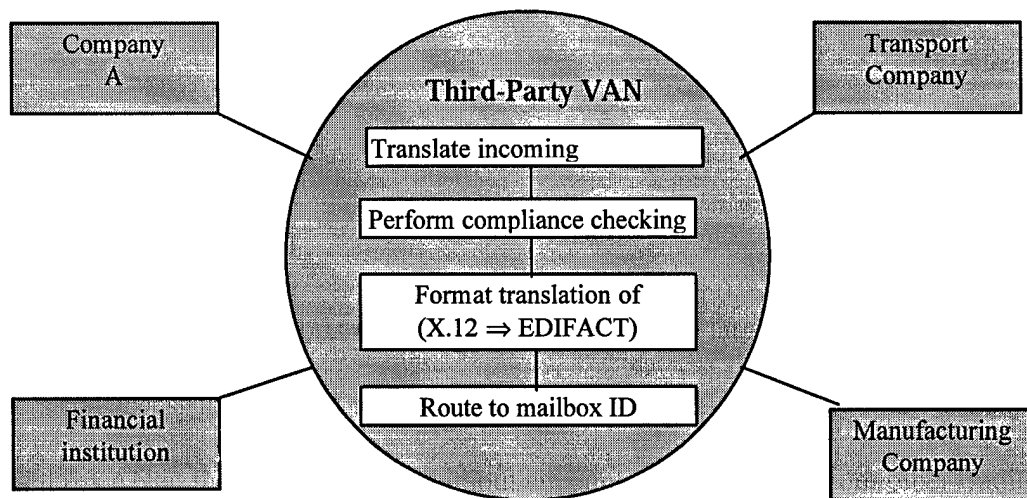 Company
A
Transport
Company
Third-Party VAN
Translate incoming
Perform compliance checking
Format translation of
(X.12 ⇒ EDIFACT)
Route to mailbox ID
Financial
institution
Manufacturing
Company